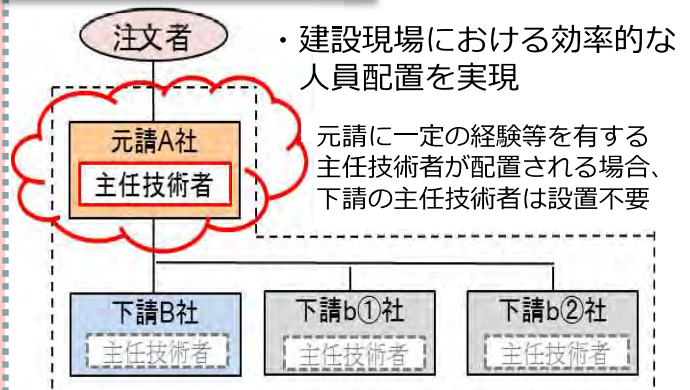 注文者
・建設現場における効率的な
人員配置を実現
元請A社
主任技術者
元請に一定の経験等を有する
主任技術者が配置される場合、
下請の主任技術者は設置不要
下請B社
主任技術者
下請b①社
主任技術者
下請b②社
主任技術者